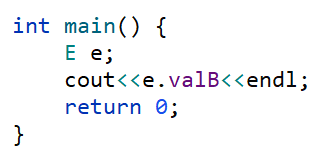 int main() {
    E e;
    cout<<e.valB<<endl;
    return 0;
}